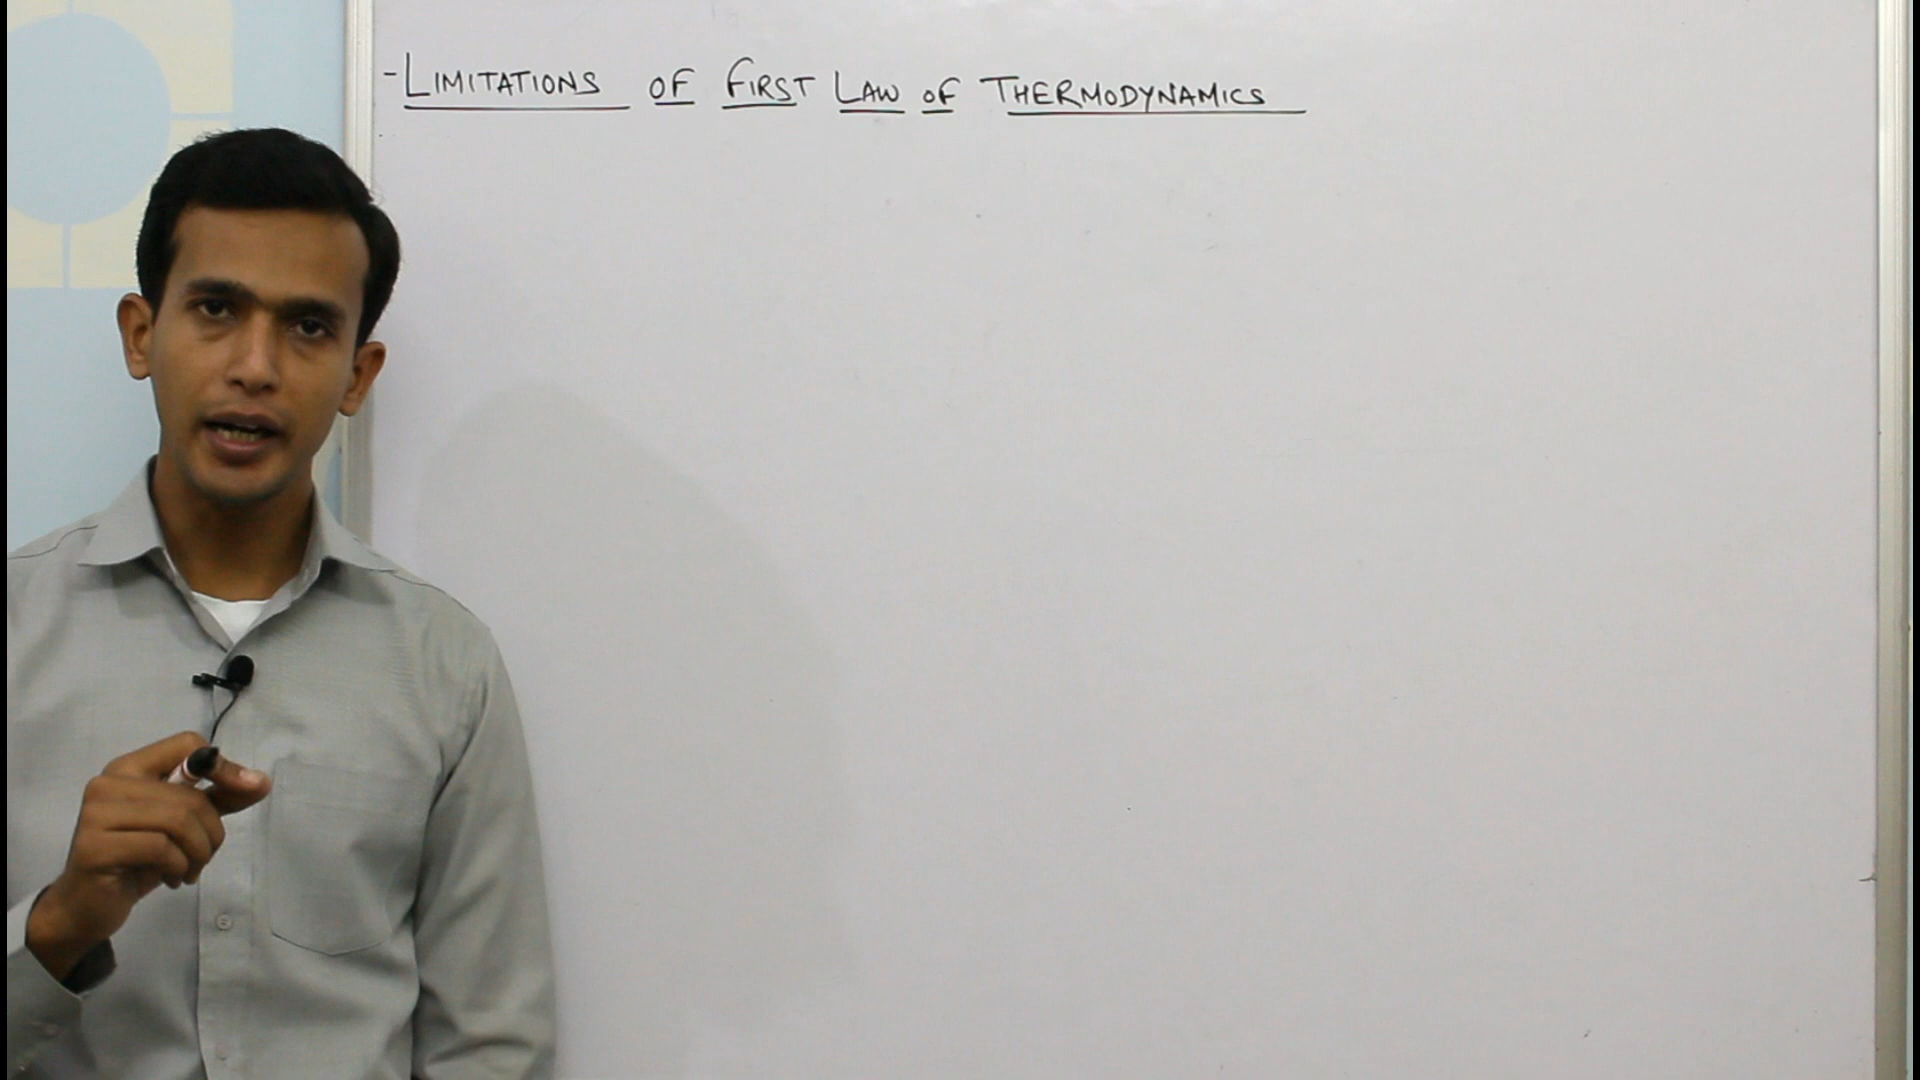 - LIMITATIONS OF FIRST LAW OF THERMODYNAMICS